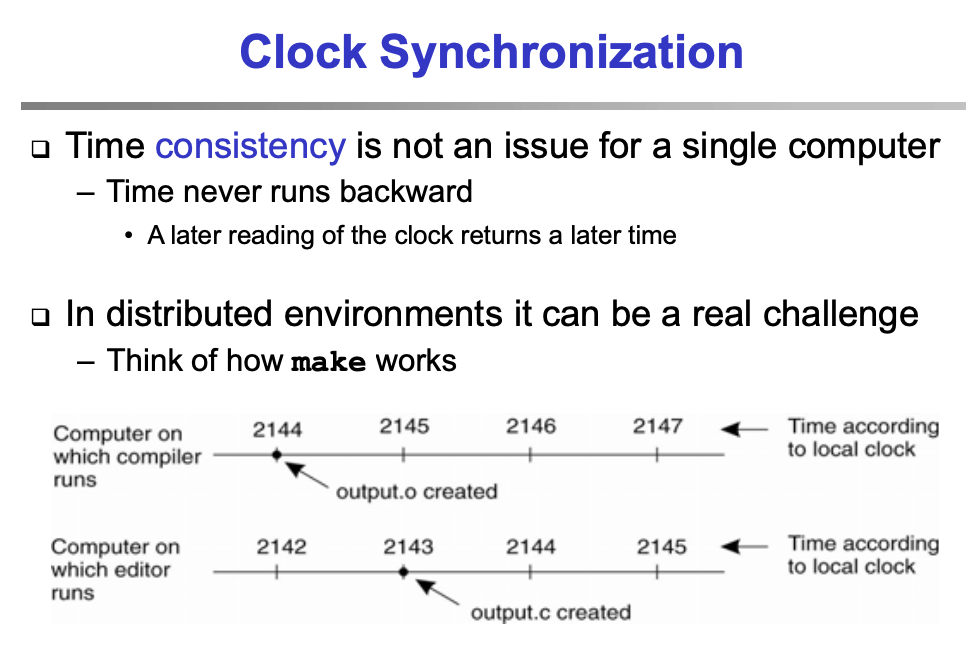 Clock Synchronization
Time consistency is not an issue for a single computer
– Time never runs backward
• A later reading of the clock returns a later time
In distributed environments it can be a real challenge
– Think of how make works
Computer on
which compiler
runs
2144 2145 2146 2147
Time according
to local clock
output.o created
Computer on
which editor
runs
2142 2143 2144 2145
Time according
to local clock
output.c created